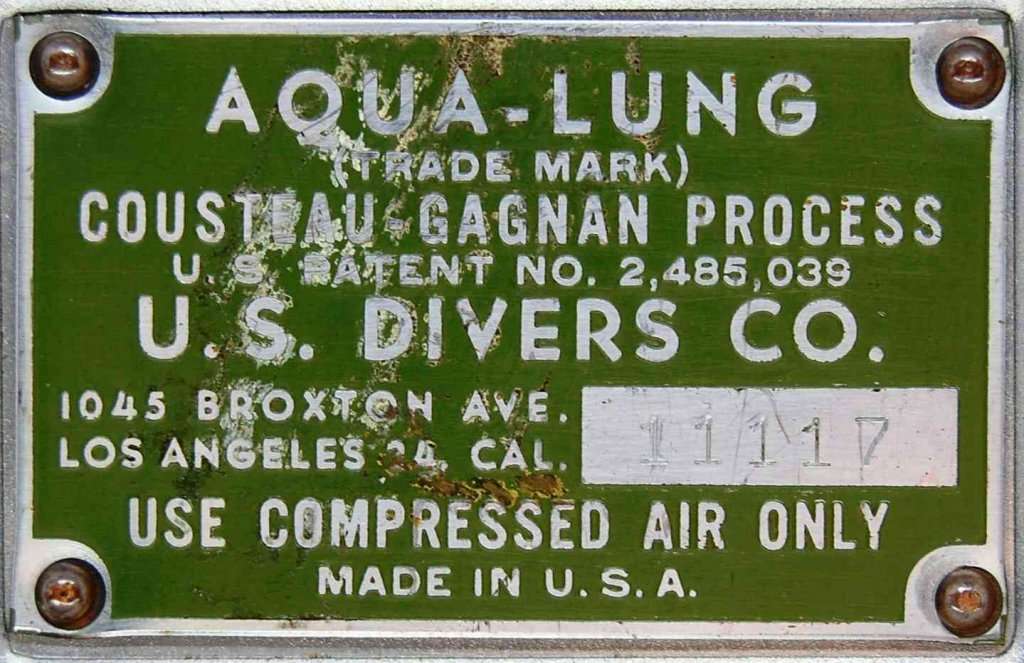 AQUA-LUNG
(TRADE MARK)
COUSTEAU-GAGNAN PROCESS
U.S. PATENT NO. 2,485,039
U.S. DIVERS CO.
1045 BROXTON AVE.
LOS ANGELES 24, CAL.
11117
USE COMPRESSED AIR ONLY
MADE IN U.S.A.